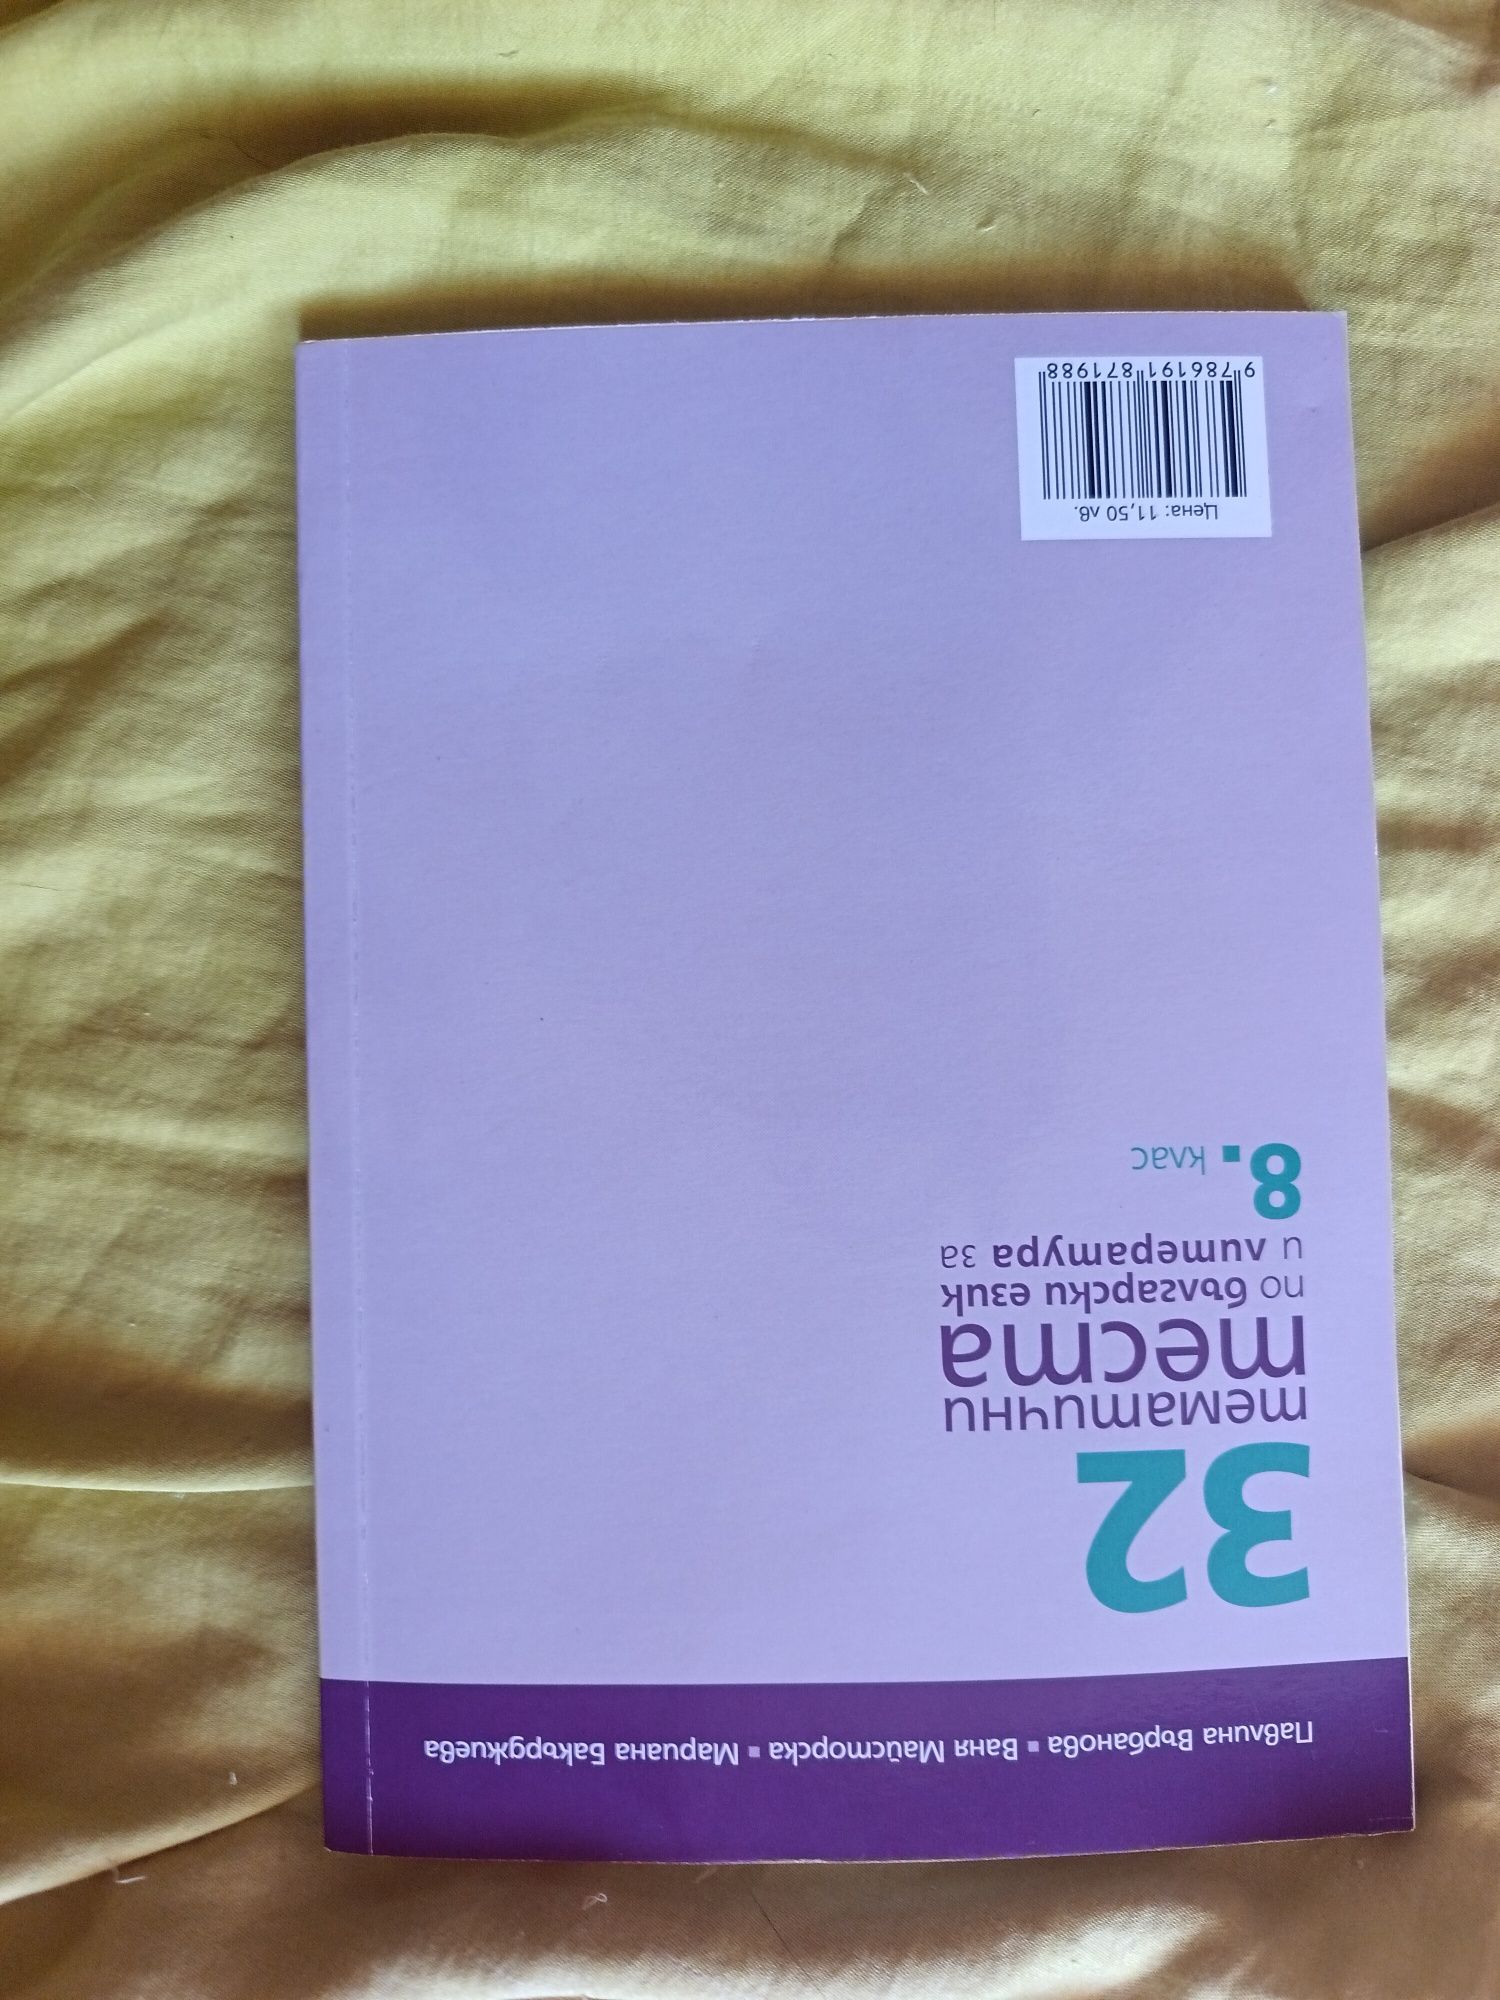 Павлина Върбанова ▪ Ваня Майсторска ▪ Мариана Бакърджиева
32
тематични
теста
по български език
и литература за
8. клас
Цена: 11,50 лв.
9 786191 871988